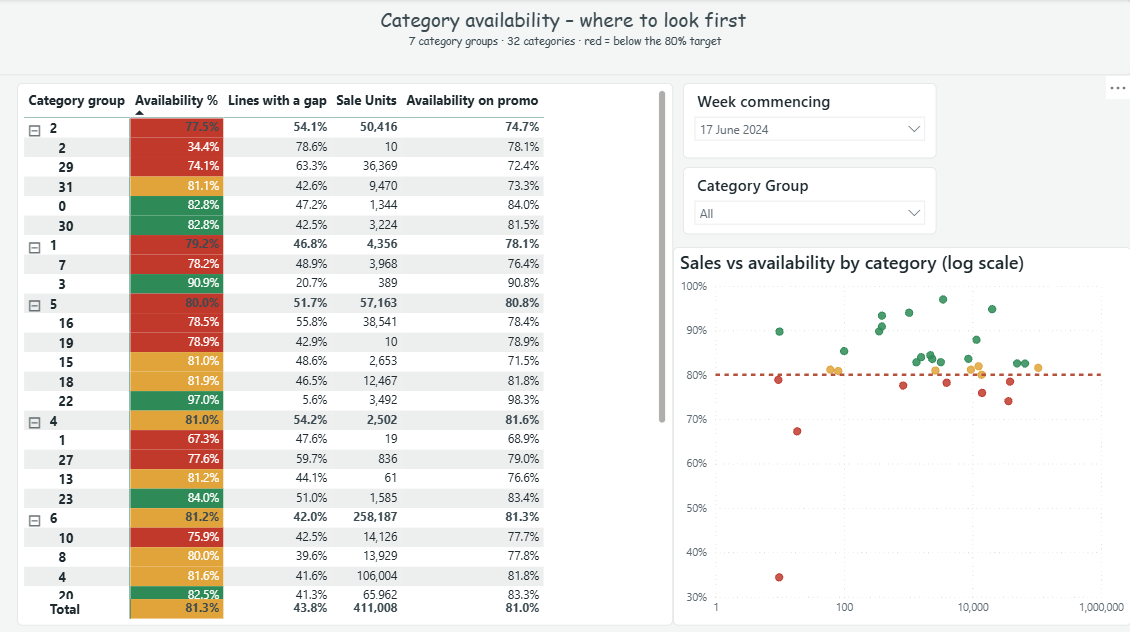 Category availability – where to look first
7 category groups · 32 categories · red = below the 80% target
Category group Availability % Lines with a gap Sale Units Availability on promo
2 77.5% 54.1% 50,416 74.7%
2 34.4% 78.6% 10 78.1%
29 74.1% 63.3% 36,369 72.4%
31 81.1% 42.6% 9,470 73.3%
0 82.8% 47.2% 1,344 84.0%
30 82.8% 42.5% 3,224 81.5%
1 79.2% 46.8% 4,356 78.1%
7 78.2% 48.9% 3,968 76.4%
3 90.9% 20.7% 389 90.8%
5 80.0% 51.7% 57,163 80.8%
16 78.5% 55.8% 38,541 78.4%
19 78.9% 42.9% 10 78.9%
15 81.0% 48.6% 2,653 71.5%
18 81.9% 46.5% 12,467 81.8%
22 97.0% 5.6% 3,492 98.3%
4 81.0% 54.2% 2,502 81.6%
1 67.3% 47.6% 19 68.9%
27 77.6% 59.7% 836 79.0%
13 81.2% 44.1% 61 76.6%
23 84.0% 51.0% 1,585 83.4%
6 81.2% 42.0% 258,187 81.3%
10 75.9% 42.5% 14,126 77.7%
8 80.0% 39.6% 13,929 77.8%
4 81.6% 41.6% 106,004 81.8%
20 82.5% 41.3% 65,962 83.3%
Total 81.3% 43.8% 411,008 81.0%
Week commencing
17 June 2024
Category Group
All
Sales vs availability by category (log scale)
100%
90%
80%
70%
60%
50%
40%
30%
1 100 10,000 1,000,000